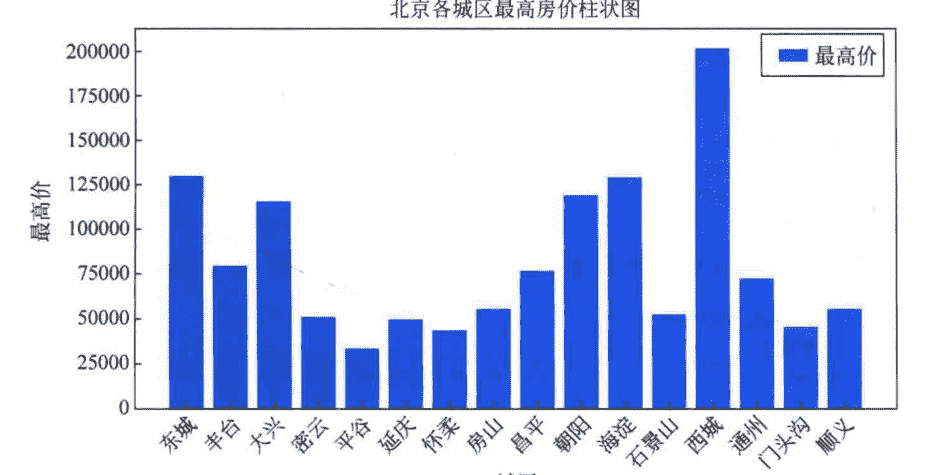 北京各城区最高房价柱状图
最高价
200000
175000
150000
125000
100000
75000
50000
25000
0
最高价
东城
丰台
大兴
密云
平谷
延庆
怀柔
房山
昌平
朝阳
海淀
石景山
西城
通州
门头沟
顺义